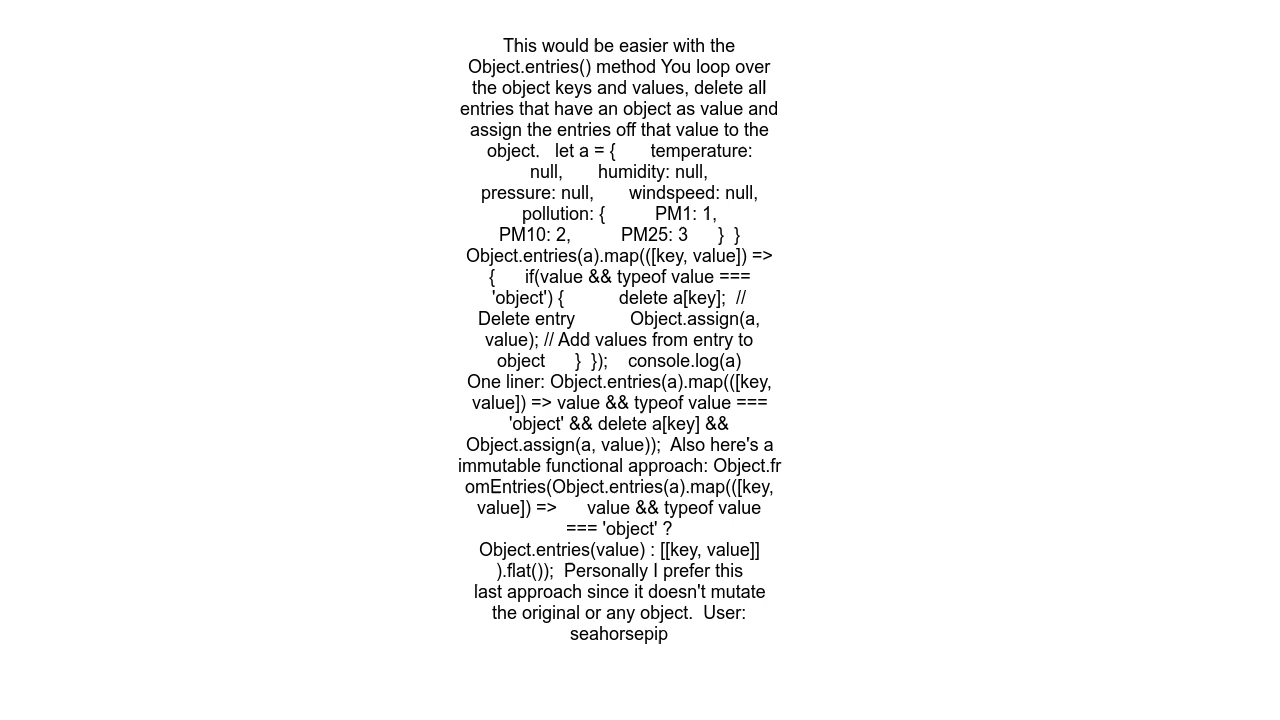 This would be easier with the
Object.entries() method You loop over
the object keys and values, delete all
entries that have an object as value and
assign the entries off that value to the
object.   let a = {       temperature:
null,       humidity: null,
pressure: null,       windspeed: null,
pollution: {          PM1: 1,
PM10: 2,          PM25: 3      }  }
Object.entries(a).map(([key, value]) =>
{      if(value && typeof value ===
'object') {           delete a[key];  //
Delete entry           Object.assign(a,
value); // Add values from entry to
object      }  });    console.log(a)
One liner: Object.entries(a).map(([key,
value]) => value && typeof value ===
'object' && delete a[key] &&
Object.assign(a, value));  Also here's a
immutable functional approach: Object.fr
omEntries(Object.entries(a).map(([key,
value]) =>      value && typeof value
=== 'object' ?
Object.entries(value) : [[key, value]]
).flat());  Personally I prefer this
last approach since it doesn't mutate
the original or any object.  User:
seahorsepip